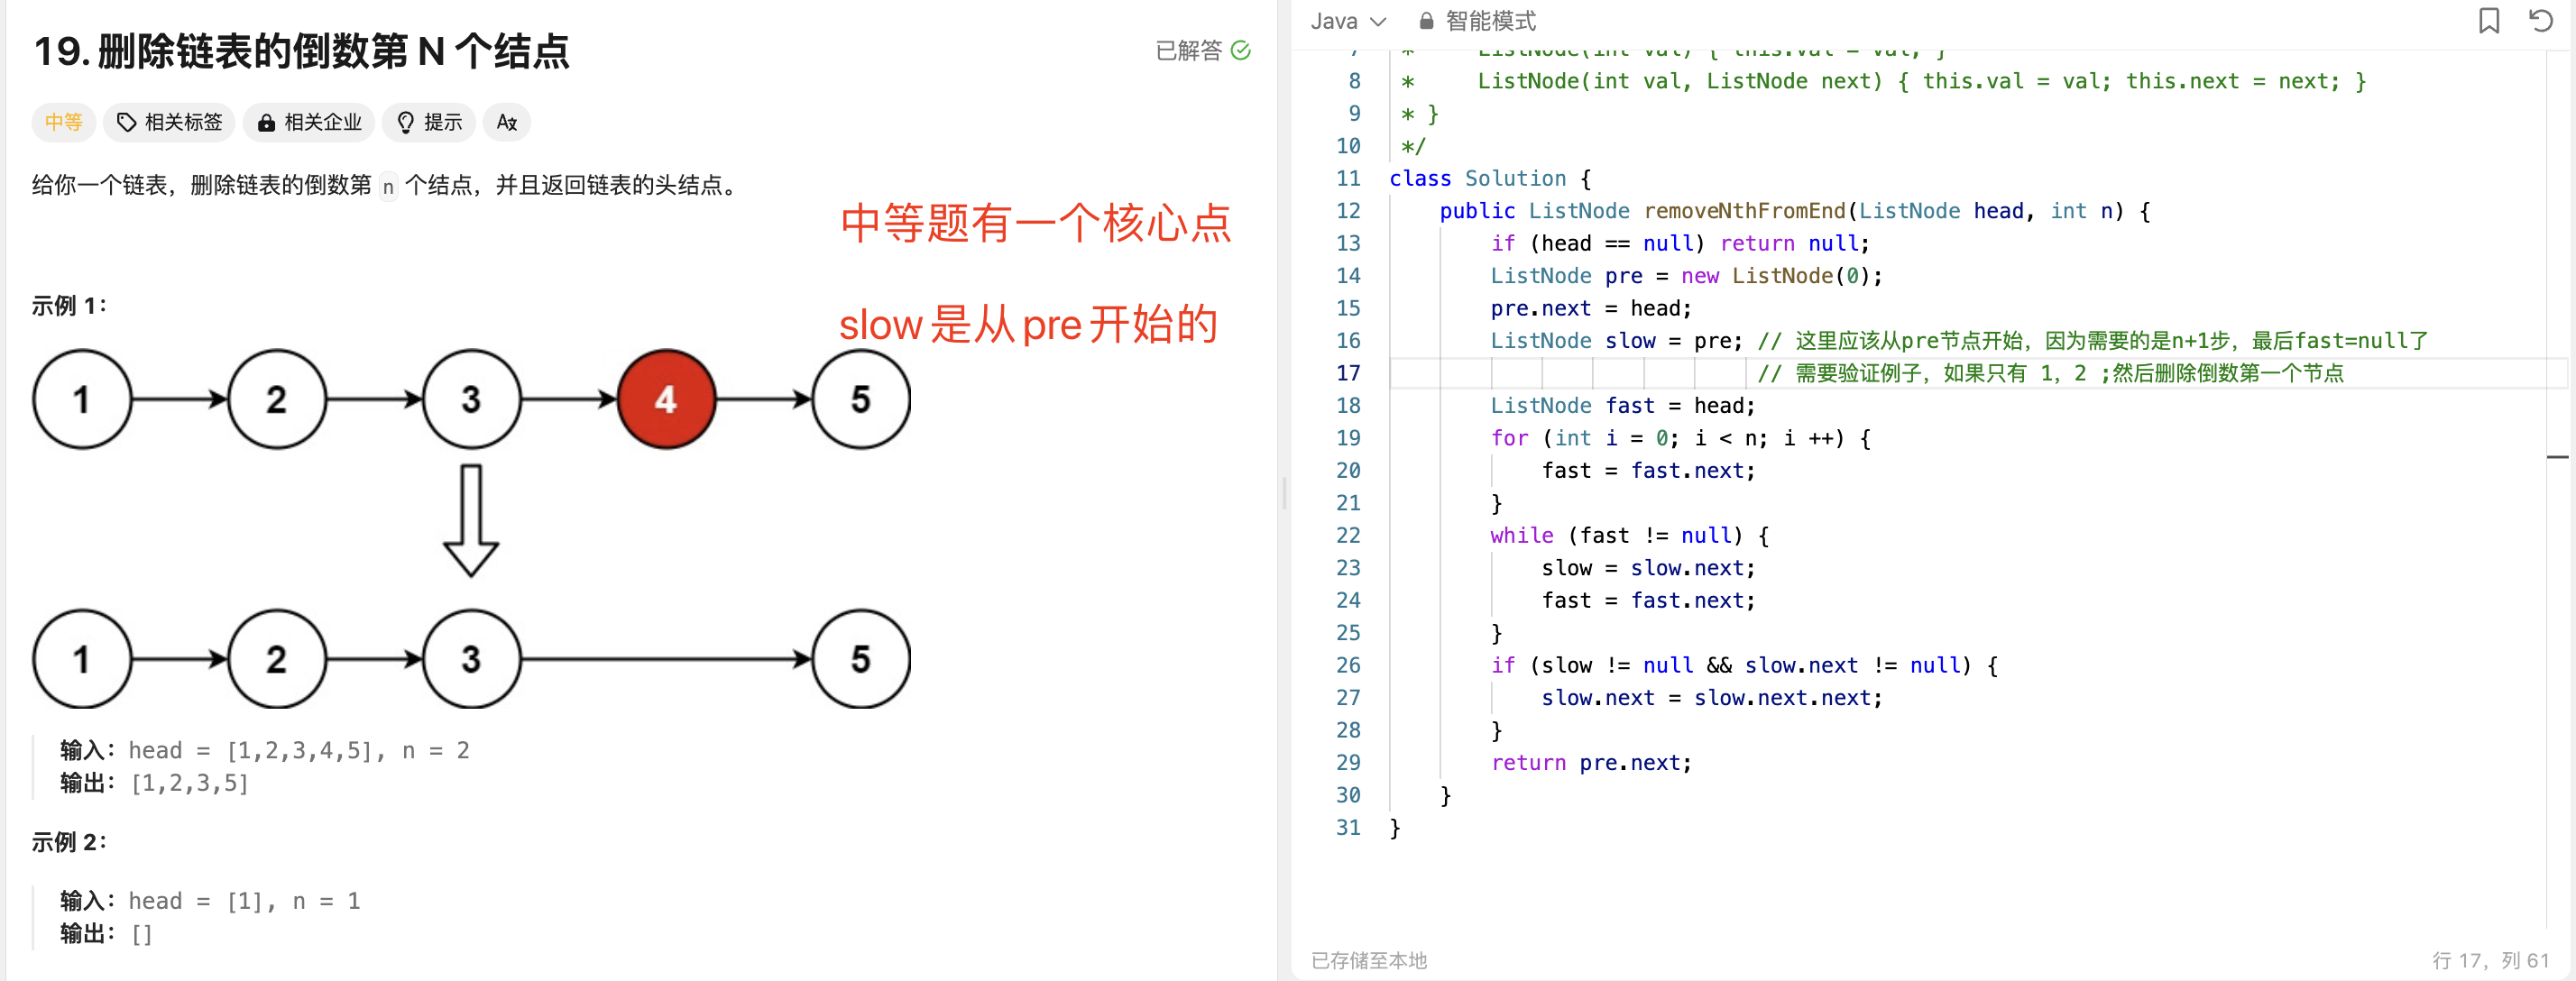 19. 删除链表的倒数第 N 个结点
已解答
中等
相关标签
相关企业
提示
给你一个链表，删除链表的倒数第 n 个结点，并且返回链表的头结点。
中等题有一个核心点
slow是从pre开始的
示例 1：
1 2 3 4 5
1 2 3 5
输入：head = [1,2,3,4,5], n = 2
输出：[1,2,3,5]
示例 2：
输入：head = [1], n = 1
输出：[]
Java
智能模式
7 *     ListNode(int val) { this.val = val; }
8 *     ListNode(int val, ListNode next) { this.val = val; this.next = next; }
9 * }
10 */
11 class Solution {
12     public ListNode removeNthFromEnd(ListNode head, int n) {
13         if (head == null) return null;
14         ListNode pre = new ListNode(0);
15         pre.next = head;
16         ListNode slow = pre; // 这里应该从pre节点开始，因为需要的是n+1步，最后fast=null了
17                              // 需要验证例子，如果只有 1，2 ;然后删除倒数第一个节点
18         ListNode fast = head;
19         for (int i = 0; i < n; i ++) {
20             fast = fast.next;
21         }
22         while (fast != null) {
23             slow = slow.next;
24             fast = fast.next;
25         }
26         if (slow != null && slow.next != null) {
27             slow.next = slow.next.next;
28         }
29         return pre.next;
30     }
31 }
已存储至本地
行 17，列 61